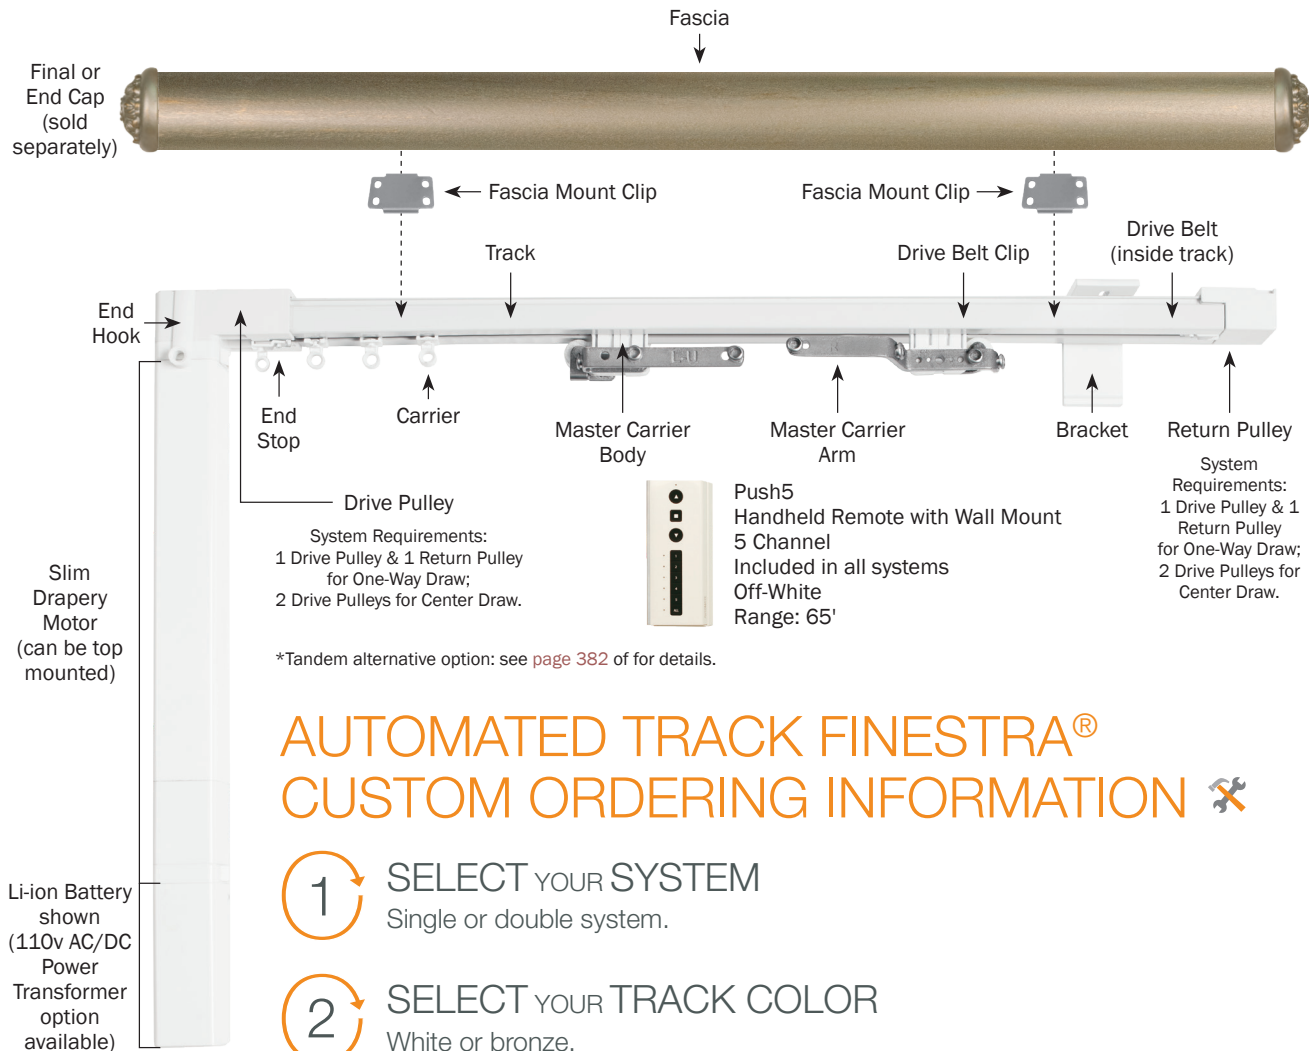 Fascia
Final or
End Cap
(sold
separately)
Fascia Mount Clip
Fascia Mount Clip
Track
Drive Belt Clip
Drive Belt
(inside track)
End
Hook
End
Stop
Carrier
Master Carrier
Body
Master Carrier
Arm
Bracket
Return Pulley
System
Requirements:
1 Drive Pulley & 1
Return Pulley
for One-Way Draw;
2 Drive Pulleys for
Center Draw.
Drive Pulley
System Requirements:
1 Drive Pulley & 1 Return Pulley
for One-Way Draw;
2 Drive Pulleys for Center Draw.
Push5
Handheld Remote with Wall Mount
5 Channel
Included in all systems
Off-White
Range: 65'
Slim
Drapery
Motor
(can be top
mounted)
*Tandem alternative option: see page 382 of for details.
AUTOMATED TRACK FINESTRA®
CUSTOM ORDERING INFORMATION
1
SELECT YOUR SYSTEM
Single or double system.
2
SELECT YOUR TRACK COLOR
White or bronze.
Li-ion Battery
shown
(110v AC/DC
Power
Transformer
option
available)